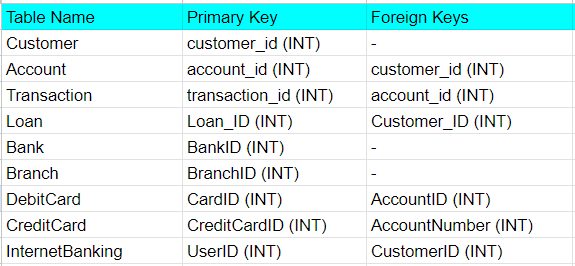 Table Name Primary Key Foreign Keys
Customer customer_id (INT) -
Account account_id (INT) customer_id (INT)
Transaction transaction_id (INT) account_id (INT)
Loan Loan_ID (INT) Customer_ID (INT)
Bank BankID (INT) -
Branch BranchID (INT) -
DebitCard CardID (INT) AccountID (INT)
CreditCard CreditCardID (INT) AccountNumber (INT)
InternetBanking UserID (INT) CustomerID (INT)